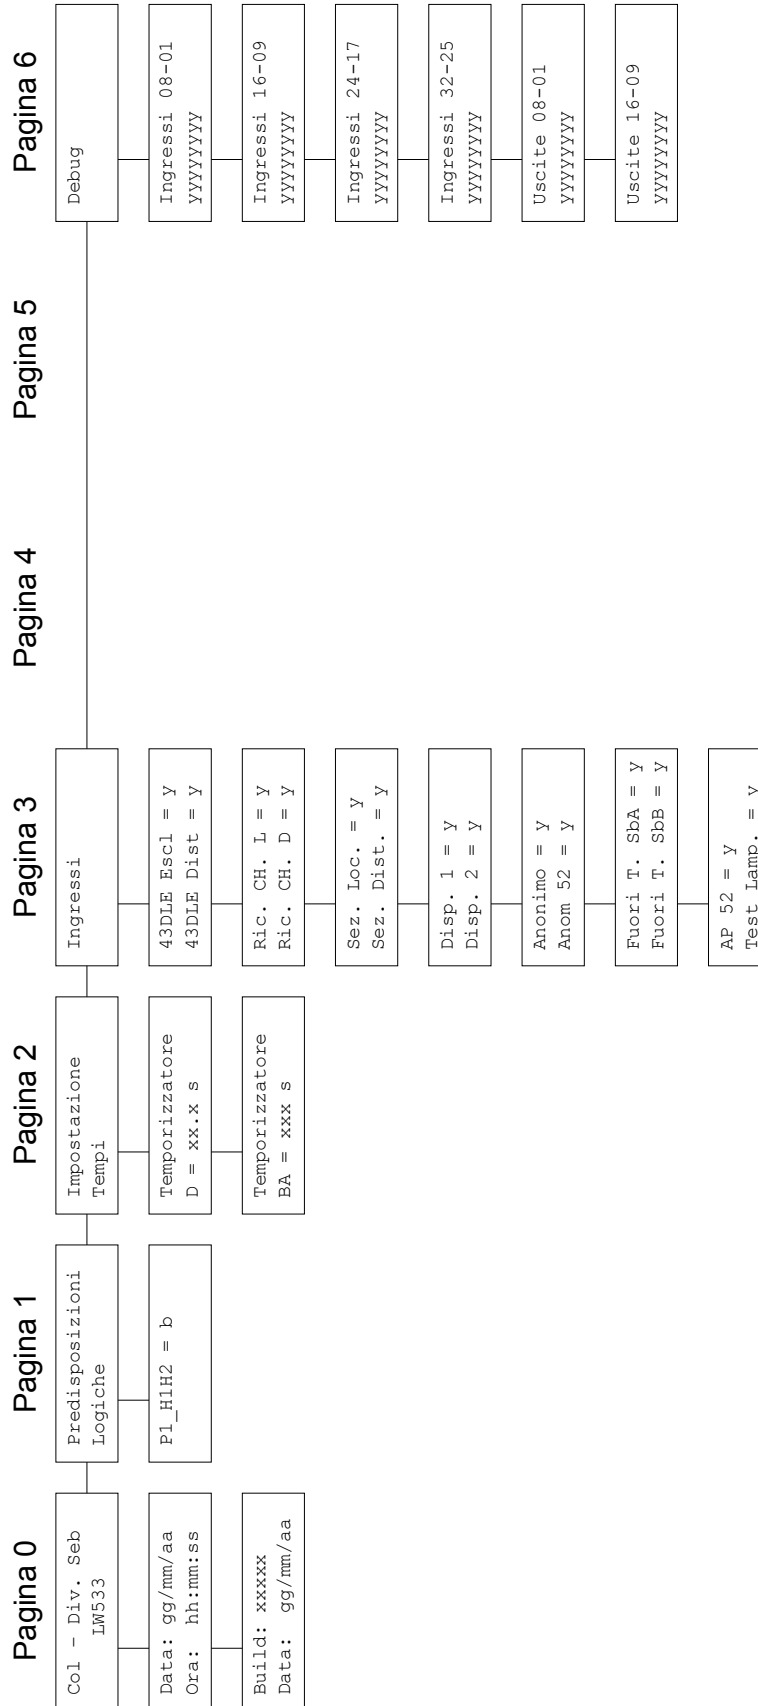 Pagina 0
Col - Div. Seb
LW533
Data: gg/mm/aa
Ora: hh:mm:ss
Build: xxxxx
Data: gg/mm/aa
Pagina 1
Predisposizioni
Logiche
P1_H1H2 = b
Pagina 2
Impostazione
Tempi
Temporizzatore
D = xx.x s
Temporizzatore
BA = xxx s
Pagina 3
Ingressi
43DLE Escl = y
43DLE Dist = y
Ric. CH. L = y
Ric. CH. D = y
Sez. Loc. = y
Sez. Dist. = y
Disp. 1 = y
Disp. 2 = y
Anonimo = y
Anom 52 = y
Fuori T. SbA = y
Fuori T. SbB = y
AP 52 = y
Test Lamp. = y
Pagina 4
Pagina 5
Pagina 6
Debug
Ingressi 08-01
yyyyyyyy
Ingressi 16-09
yyyyyyyy
Ingressi 24-17
yyyyyyyy
Ingressi 32-25
yyyyyyyy
Uscite 08-01
yyyyyyyy
Uscite 16-09
yyyyyyyy